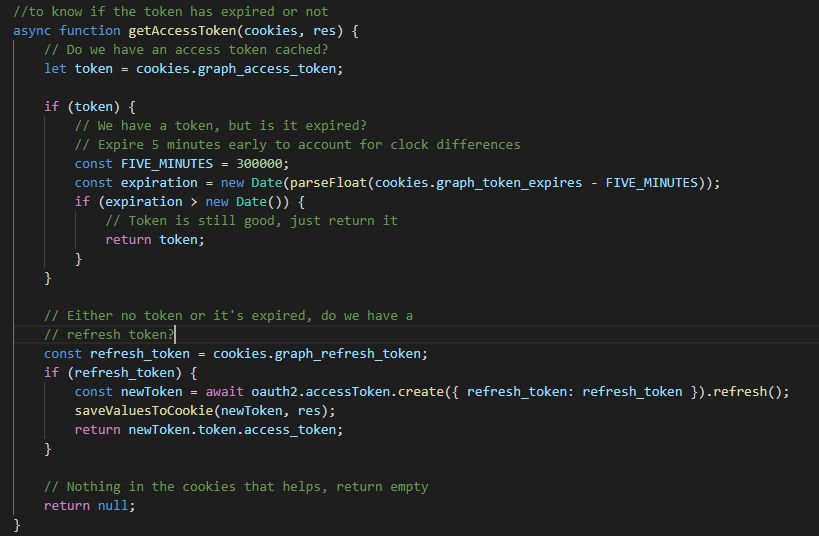 //to know if the token has expired or not
async function getAccessToken(cookies, res) {
    // Do we have an access token cached?
    let token = cookies.graph_access_token;

    if (token) {
        // We have a token, but is it expired?
        // Expire 5 minutes early to account for clock differences
        const FIVE_MINUTES = 300000;
        const expiration = new Date(parseFloat(cookies.graph_token_expires - FIVE_MINUTES));
        if (expiration > new Date()) {
            // Token is still good, just return it
            return token;
        }
    }

    // Either no token or it's expired, do we have a
    // refresh token?
    const refresh_token = cookies.graph_refresh_token;
    if (refresh_token) {
        const newToken = await oauth2.accessToken.create({ refresh_token: refresh_token }).refresh();
        saveValuesToCookie(newToken, res);
        return newToken.token.access_token;
    }

    // Nothing in the cookies that helps, return empty
    return null;
}